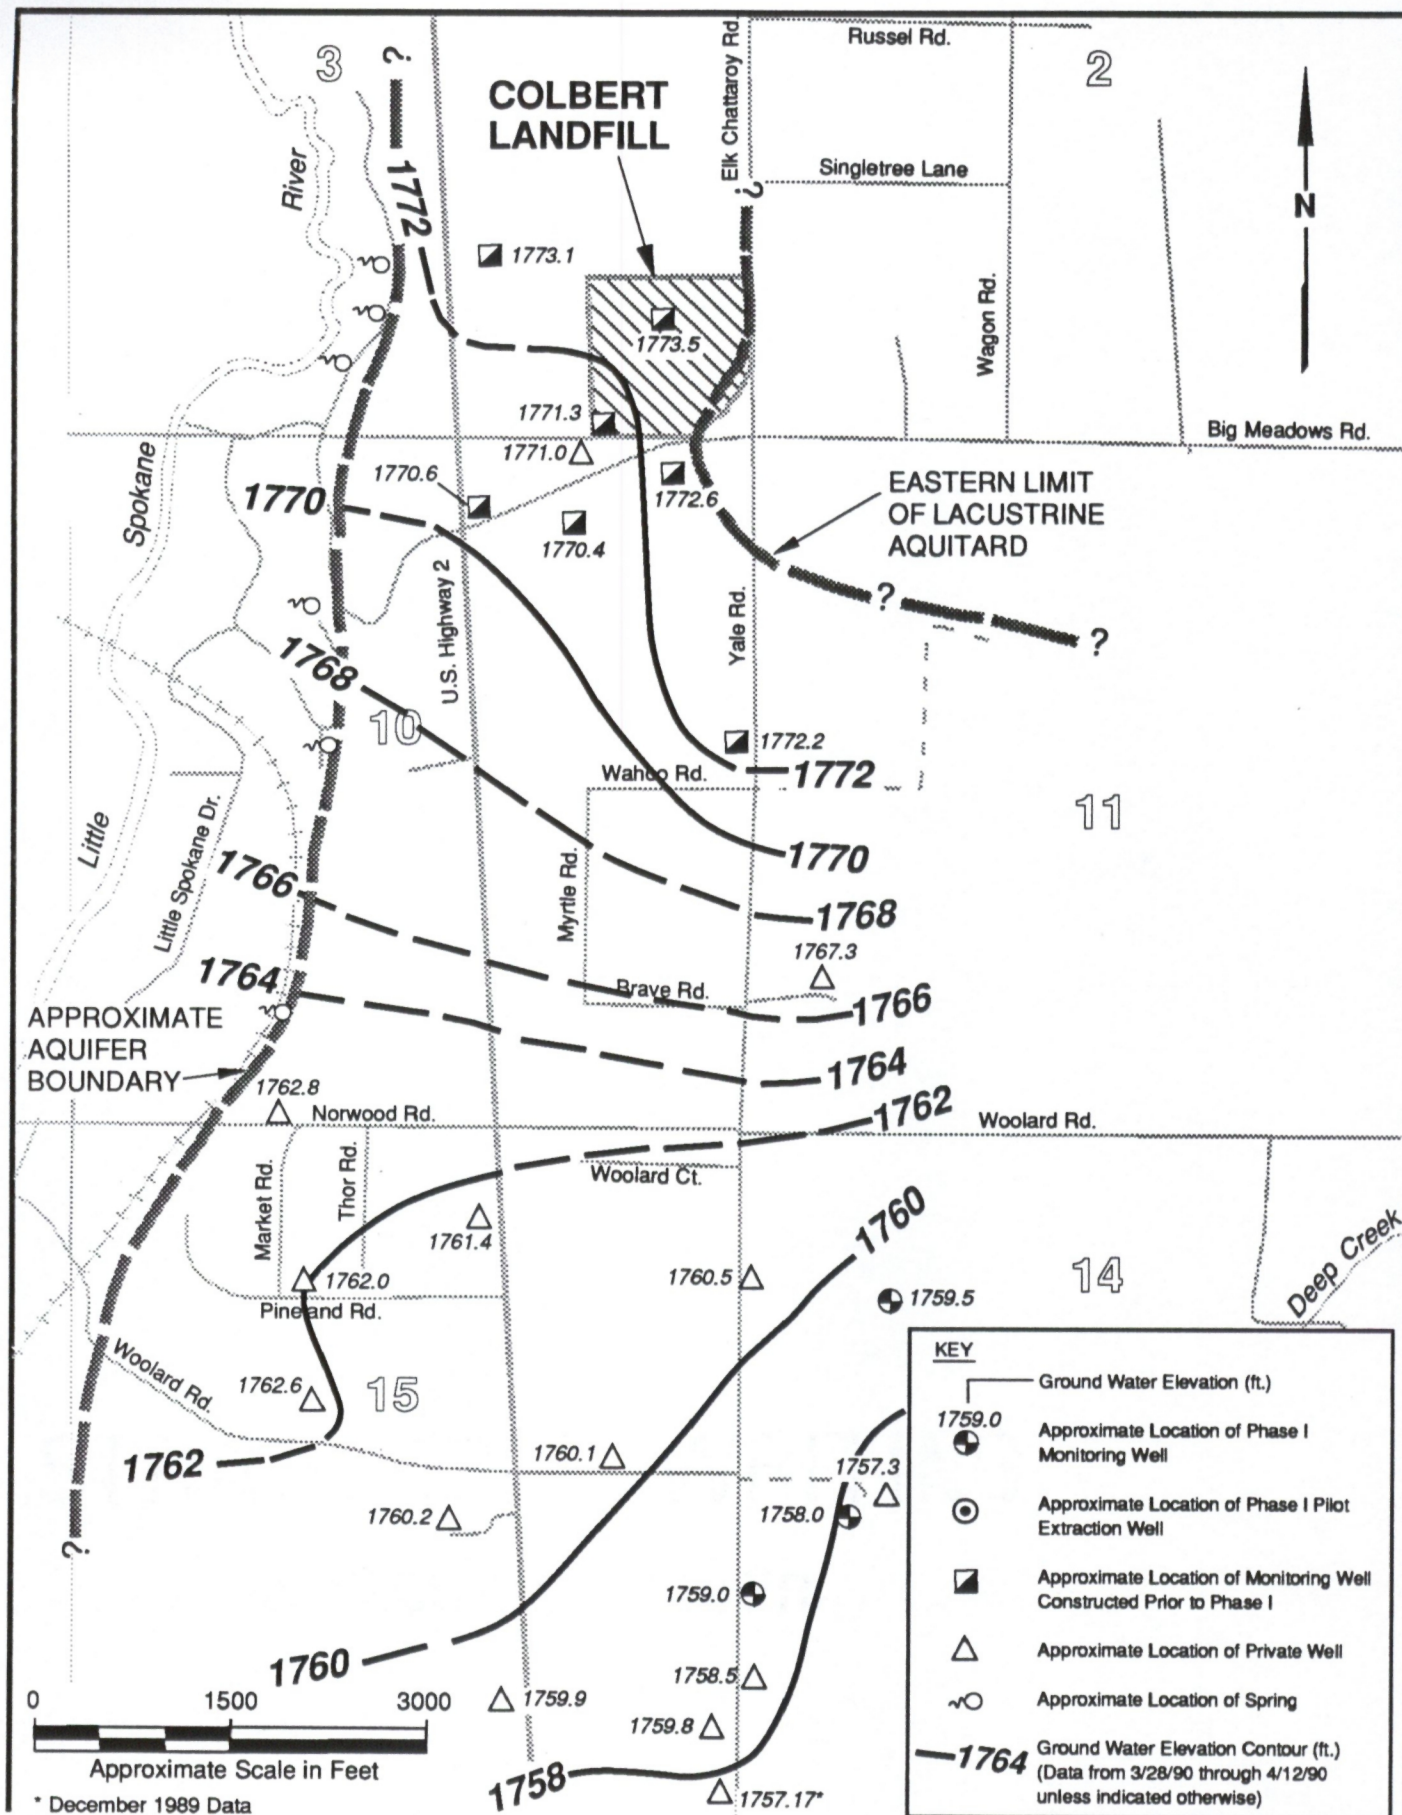 3
?
COLBERT
LANDFILL
Elk Chattaroy Rd.
Russel Rd.
2
Singletree Lane
?
N
River
1772
1773.1
Wagon Rd.
1773.5
1771.3
1771.0
Big Meadows Rd.
Spokane
1770.6
1770
1770.4
1772.6
EASTERN LIMIT
OF LACUSTRINE
AQUITARD
?
?
U.S. Highway 2
Yale Rd.
1768
10
1772.2
1772
Wahoo Rd.
11
Little
Little Spokane Dr.
1766
Myrtle Rd.
1770
1768
1767.3
1764
Brave Rd.
1766
APPROXIMATE
AQUIFER
BOUNDARY
1764
1762.8
Norwood Rd.
1762
Woolard Rd.
Market Rd.
Thor Rd.
Woolard Ct.
1761.4
1760
1762.0
1760.5
1759.5
14
Deep Creek
Pineland Rd.
Woolard Rd.
1762.6
15
1762
1760.1
1757.3
1760.2
1758.0
?
1759.0
1760
1758.5
1759.9
1759.8
1758
1757.17*
KEY
Ground Water Elevation (ft.)
1759.0
Approximate Location of Phase I
Monitoring Well
Approximate Location of Phase I Pilot
Extraction Well
Approximate Location of Monitoring Well
Constructed Prior to Phase I
Approximate Location of Private Well
Approximate Location of Spring
1764
Ground Water Elevation Contour (ft.)
(Data from 3/28/90 through 4/12/90
unless indicated otherwise)
0 1500 3000
Approximate Scale in Feet
* December 1989 Data